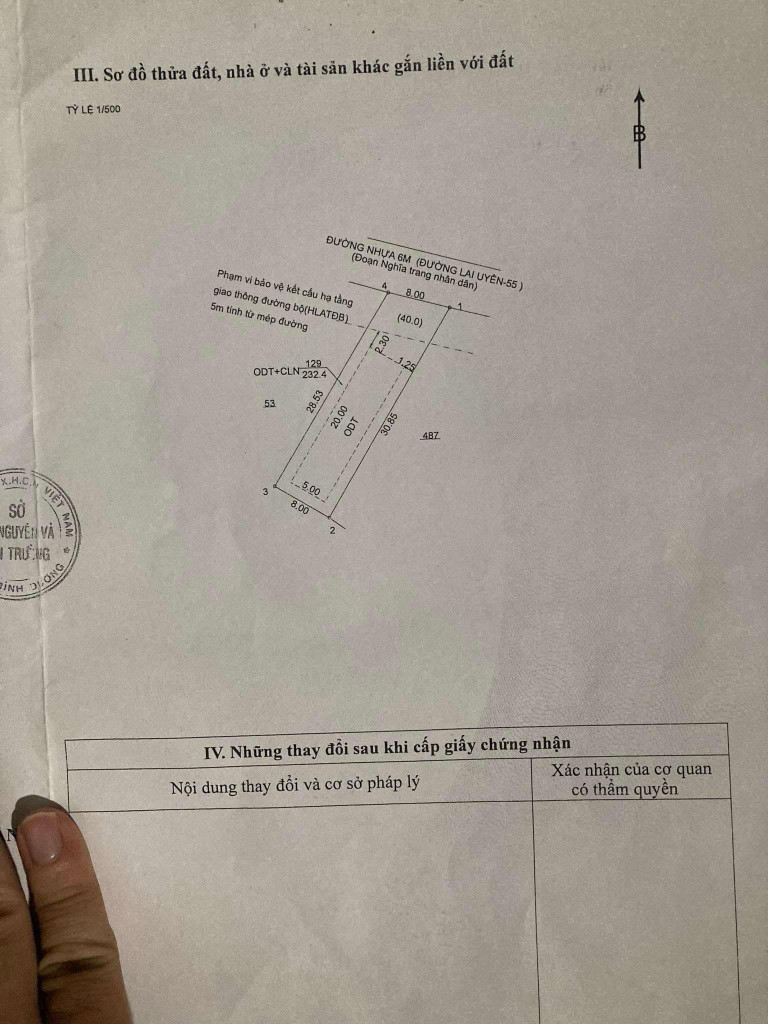 III. Sơ đồ thửa đất, nhà ở và tài sản khác gắn liền với đất
TỶ LỆ 1/500
B
ĐƯỜNG NHỰA 6M (ĐƯỜNG LAI UYÊN-55 )
(Đoạn Nghĩa trang nhân dân)
Phạm vi bảo vệ kết cấu hạ tầng
giao thông đường bộ(HLATĐB)
5m tính từ mép đường
4
8.00
1
(40.0)
2.30
1.25
ODT+CLN 129
232.4
53
28.53
20.00
ODT
30.85
487
3
5.00
8.00
2
X.H.C.N VIỆT NAM
SỞ
NGUYÊN VÀ
TRƯỜNG
BÌNH DƯƠNG
IV. Những thay đổi sau khi cấp giấy chứng nhận
Nội dung thay đổi và cơ sở pháp lý
Xác nhận của cơ quan
có thẩm quyền